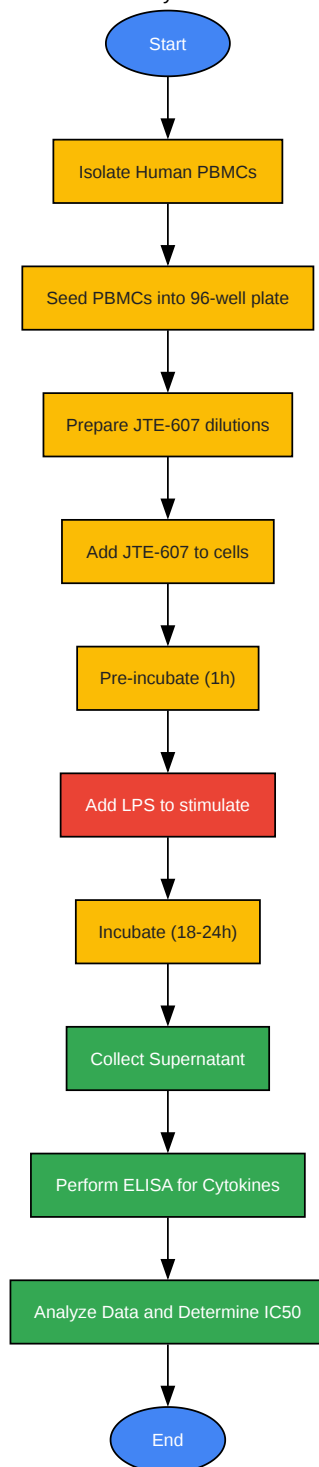 Start
Isolate Human PBMCs
Seed PBMCs into 96-well plate
Prepare JTE-607 dilutions
Add JTE-607 to cells
Pre-incubate (1h)
Add LPS to stimulate
Incubate (18-24h)
Collect Supernatant
Perform ELISA for Cytokines
Analyze Data and Determine IC50
End